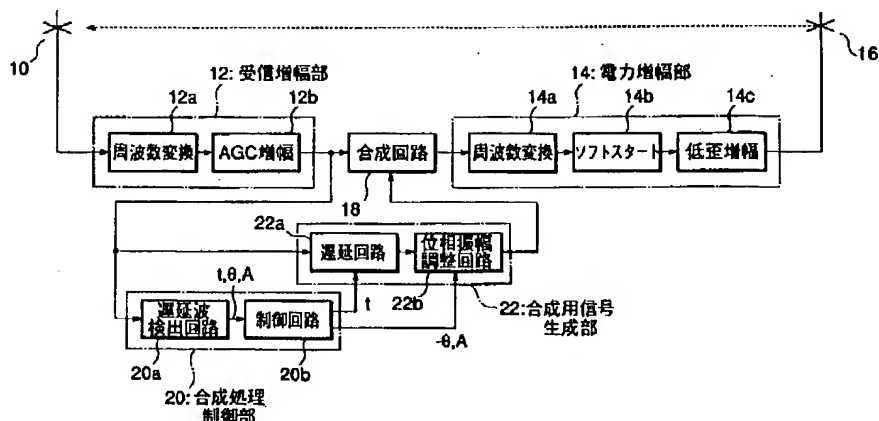 10
16
12: 受信増幅部
12a
12b
周波数変換
AGC増幅
合成回路
18
14: 電力増幅部
14a
14b
14c
周波数変換
ソフトスタート
低歪増幅
22a
遅延回路
位相振幅
調整回路
22b
22:合成用信号
生成部
t,θ,A
t
-θ,A
遅延波
検出回路
制御回路
20a
20b
20:合成処理
制御部